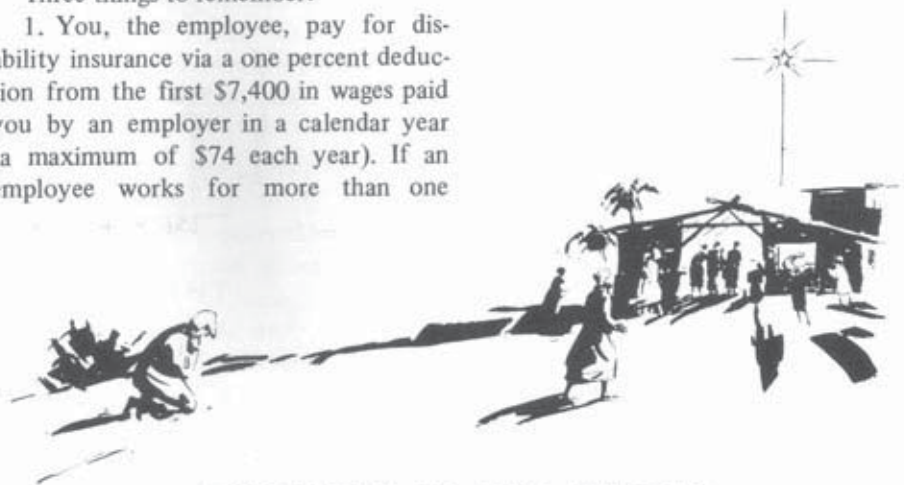 1. You, the employee, pay for dis-
ability insurance via a one percent deduc-
tion from the first $7,400 in wages paid
you by an employer in a calendar year
(a maximum of $74 each year). If an
employee works for more than one